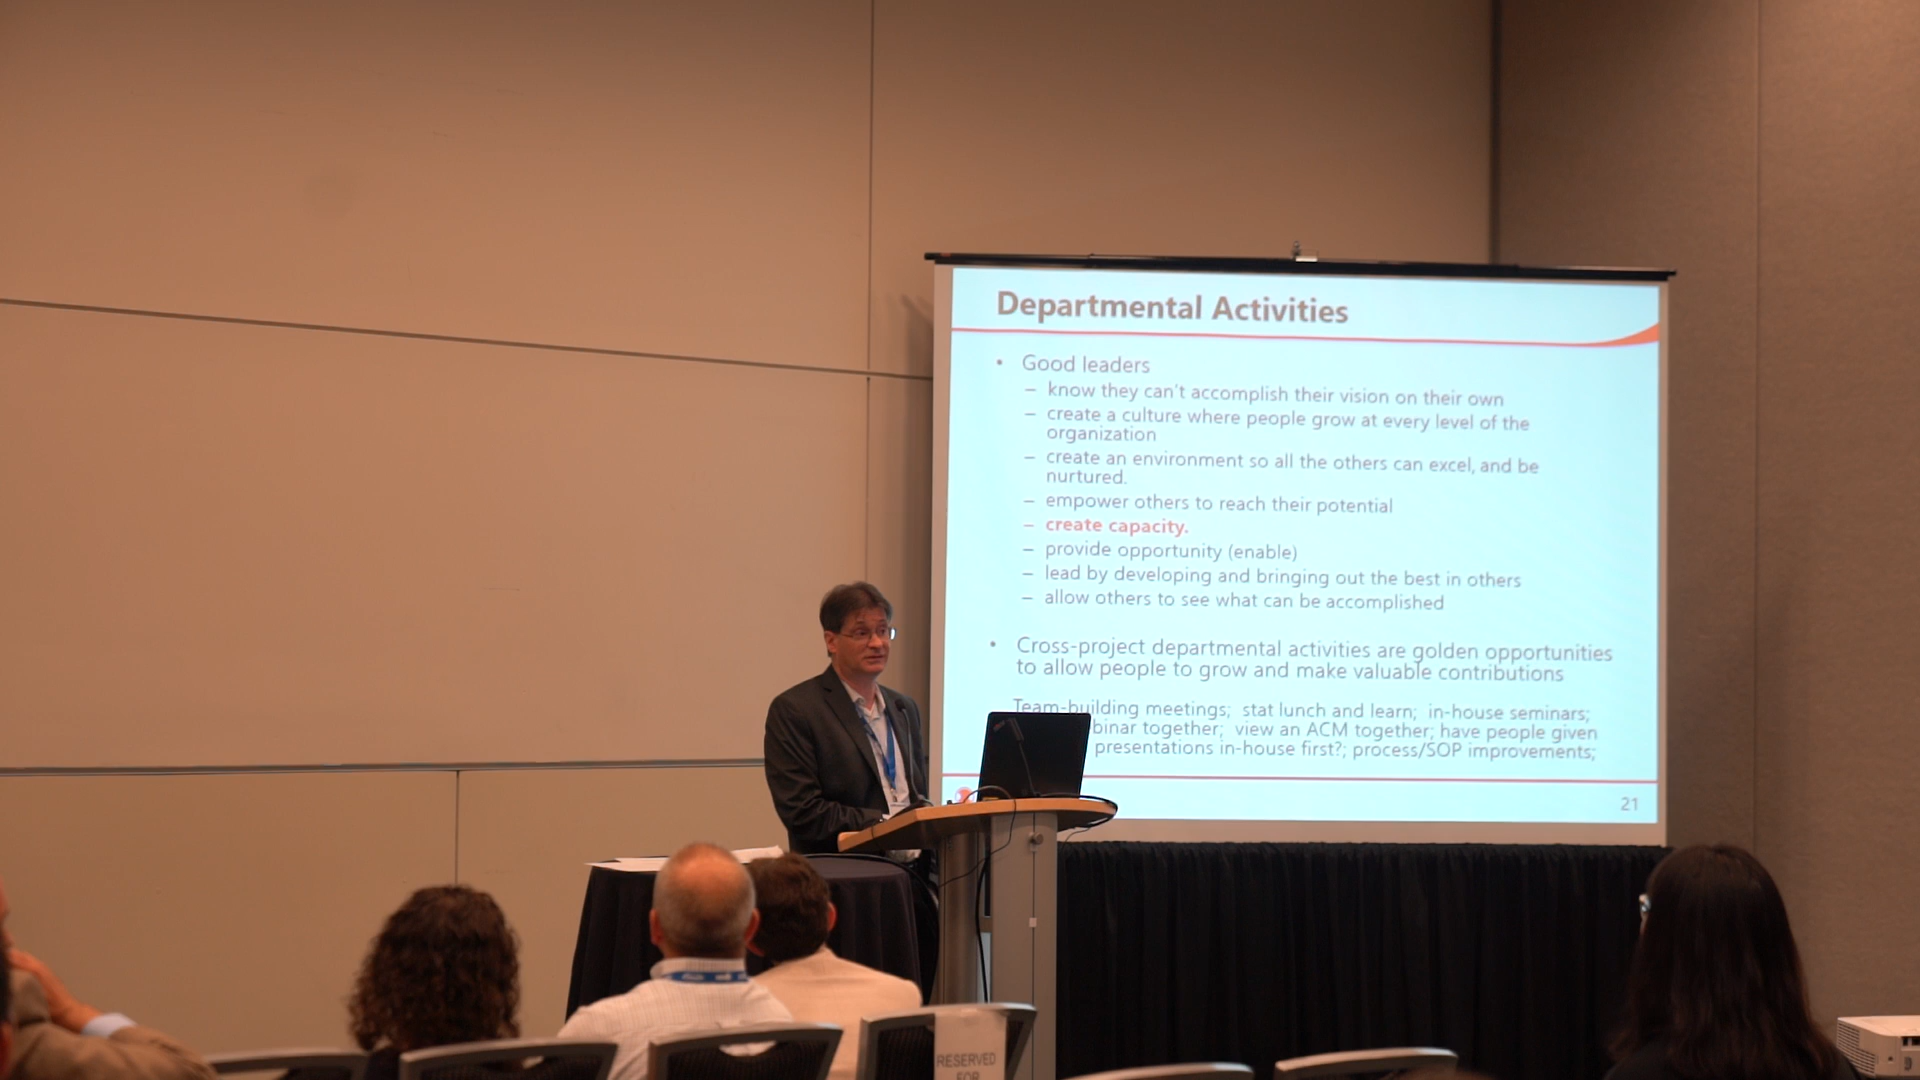 Departmental Activities
• Good leaders
– know they can't accomplish their vision on their own
– create a culture where people grow at every level of the
organization
– create an environment so all the others can excel, and be
nurtured.
– empower others to reach their potential
– create capacity.
– provide opportunity (enable)
– lead by developing and bringing out the best in others
– allow others to see what can be accomplished
• Cross-project departmental activities are golden opportunities
to allow people to grow and make valuable contributions
Team-building meetings; stat lunch and learn; in-house seminars;
binar together; view an ACM together; have people given
presentations in-house first?; process/SOP improvements;
21
RESERVED
FOR